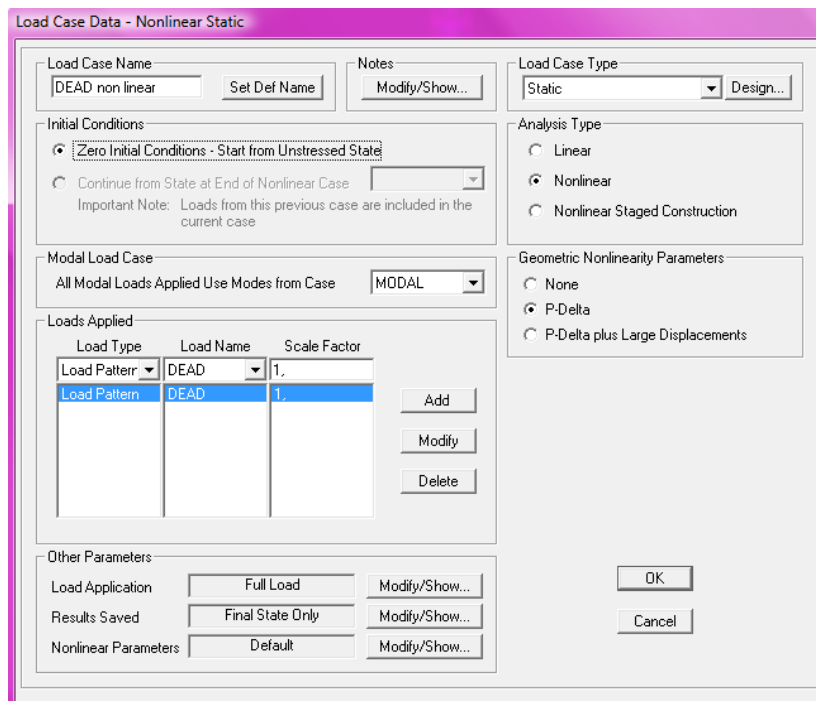 Load Case Data - Nonlinear Static
Load Case Name
DEAD non linear
Set Def Name
Notes
Modify/Show...
Load Case Type
Static
Design...
Initial Conditions
Zero Initial Conditions - Start from Unstressed State
Continue from State at End of Nonlinear Case
Important Note: Loads from this previous case are included in the
current case
Analysis Type
Linear
Nonlinear
Nonlinear Staged Construction
Modal Load Case
All Modal Loads Applied Use Modes from Case
MODAL
Geometric Nonlinearity Parameters
None
P-Delta
P-Delta plus Large Displacements
Loads Applied
Load Type Load Name Scale Factor
Load Pattern DEAD 1,
Load Pattern DEAD 1,
Add
Modify
Delete
Other Parameters
Load Application Full Load Modify/Show...
Results Saved Final State Only Modify/Show...
Nonlinear Parameters Default Modify/Show...
OK
Cancel